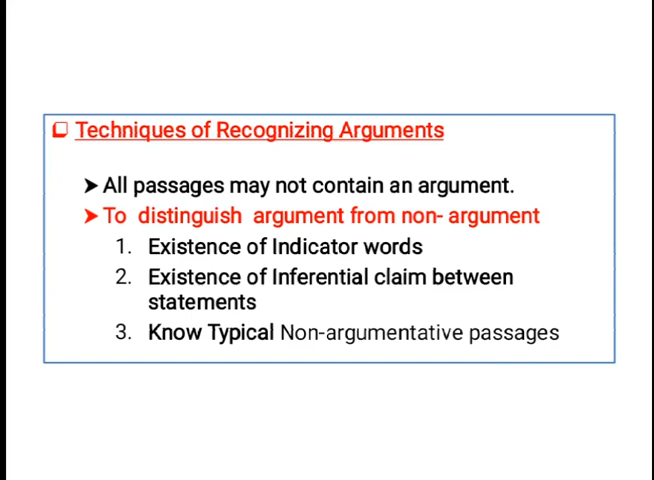 Techniques of Recognizing Arguments
➤ All passages may not contain an argument.
➤ To distinguish argument from non- argument
1. Existence of Indicator words
2. Existence of Inferential claim between
statements
3. Know Typical Non-argumentative passages